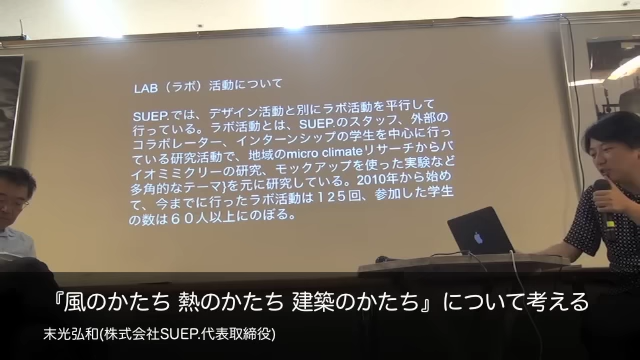 LAB（ラボ）活動について
SUEP.では、デザイン活動と別にラボ活動を平行して
行っている。ラボ活動とは、SUEP.のスタッフ、外部の
コラボレーター、インターンシップの学生を中心に行っ
ている研究活動で、地域のmicro climateリサーチからバ
イオミミクリーの研究、モックアップを使った実験など
多角的なテーマ}を元に研究している。2010年から始め
て、今までに行ったラボ活動は１25回、参加した学生
の数は６０人以上にのぼる。
『風のかたち 熱のかたち 建築のかたち』について考える
末光弘和(株式会社SUEP.代表取締役)